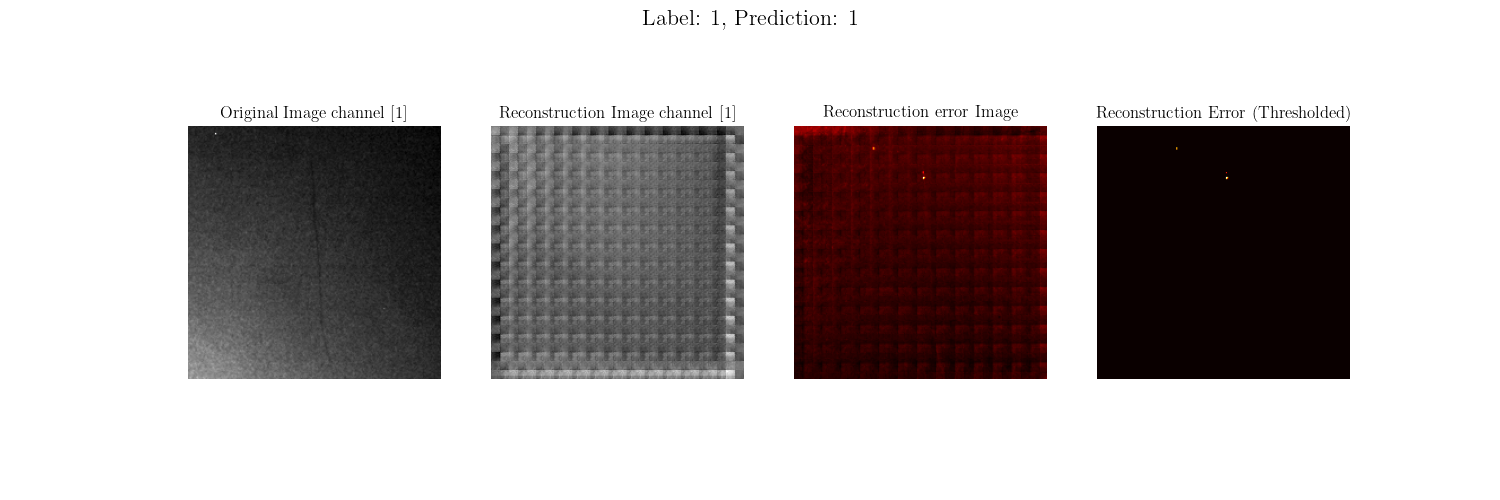 Label: 1, Prediction: 1
Original Image channel [1]
Reconstruction Image channel [1]
Reconstruction error Image
Reconstruction Error (Thresholded)